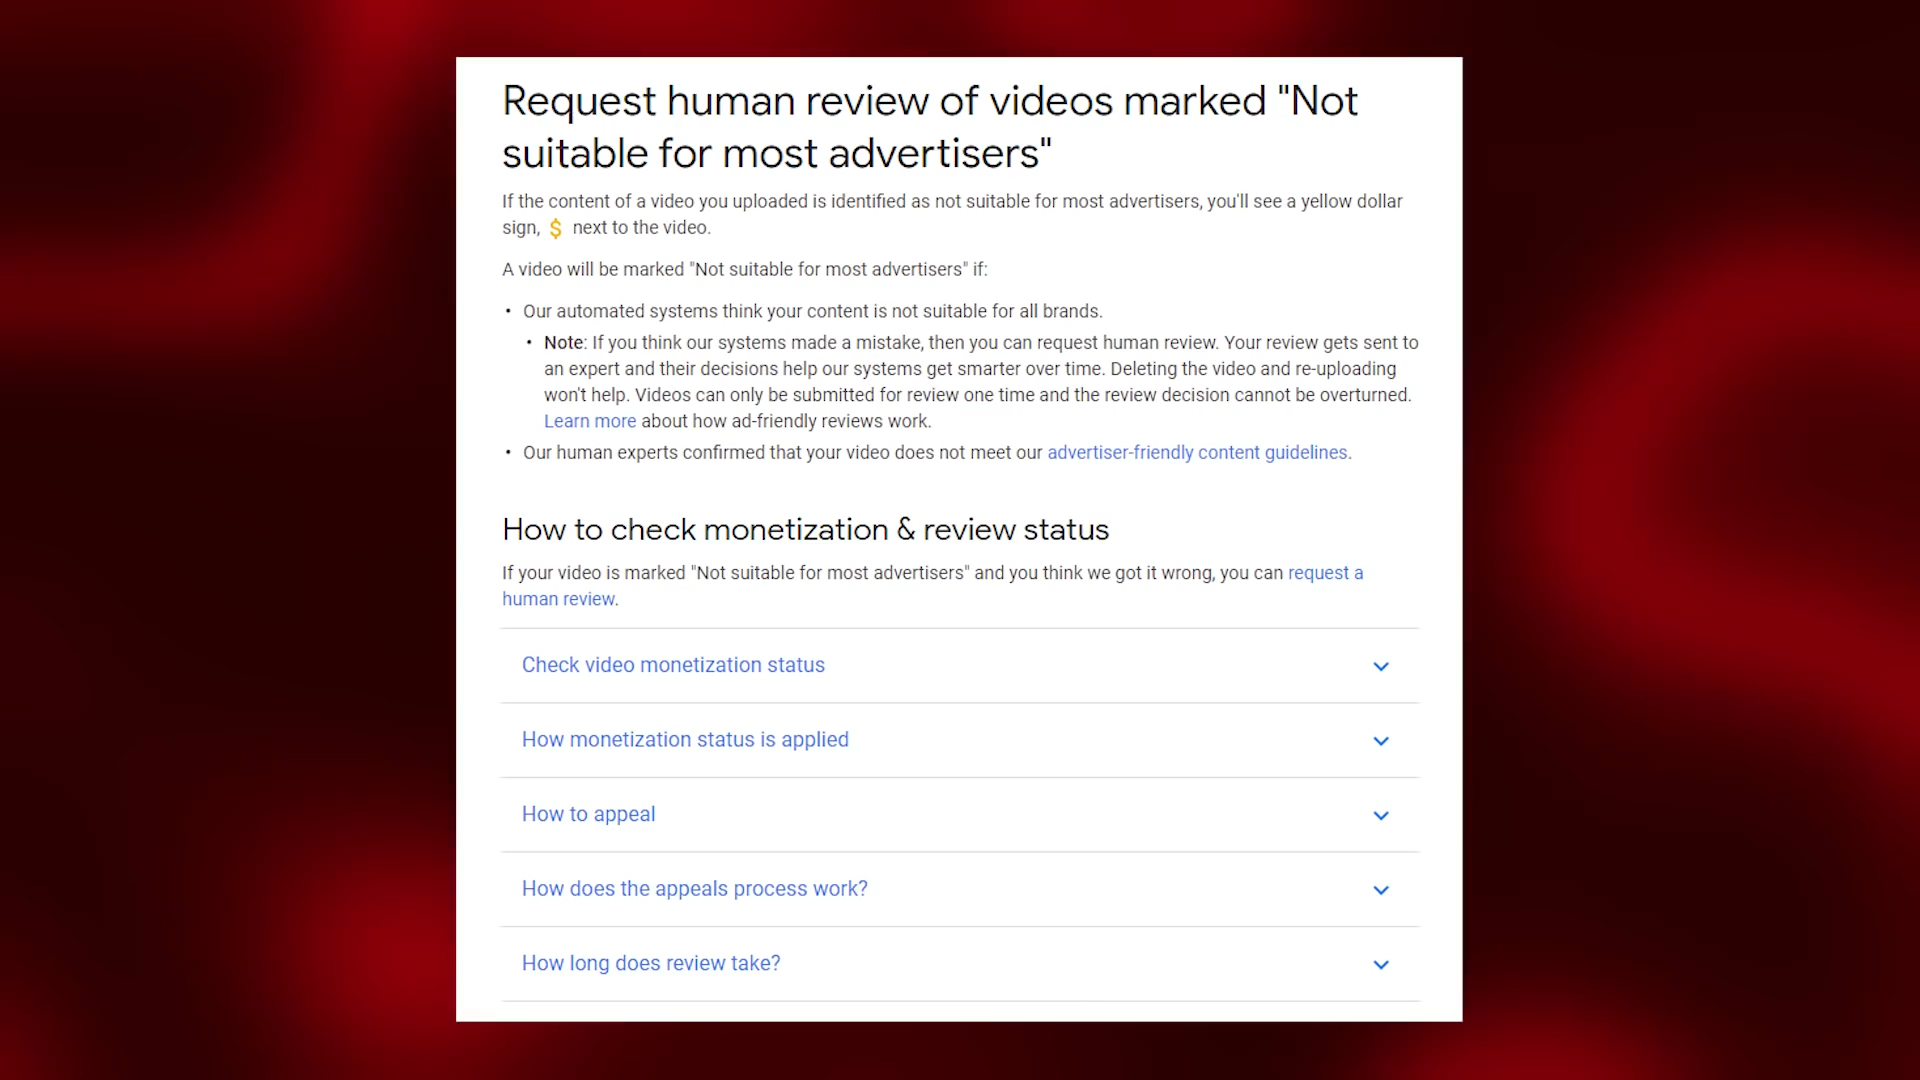 Request human review of videos marked "Not
suitable for most advertisers"
If the content of a video you uploaded is identified as not suitable for most advertisers, you'll see a yellow dollar
sign, $ next to the video.
A video will be marked "Not suitable for most advertisers" if:
• Our automated systems think your content is not suitable for all brands.
• Note: If you think our systems made a mistake, then you can request human review. Your review gets sent to
an expert and their decisions help our systems get smarter over time. Deleting the video and re-uploading
won't help. Videos can only be submitted for review one time and the review decision cannot be overturned.
Learn more about how ad-friendly reviews work.
• Our human experts confirmed that your video does not meet our advertiser-friendly content guidelines.
How to check monetization & review status
If your video is marked "Not suitable for most advertisers" and you think we got it wrong, you can request a
human review.
Check video monetization status
How monetization status is applied
How to appeal
How does the appeals process work?
How long does review take?